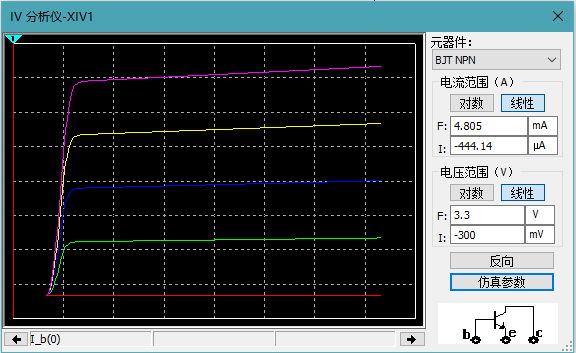 IV 分析仪-XIV1
1
元器件:
BJT NPN
电流范围（A）
对数 线性
F: 4.805 mA
I: -444.14 μA
电压范围（V）
对数 线性
F: 3.3 V
I: -300 mV
反向
仿真参数
b e c
I_b(0)